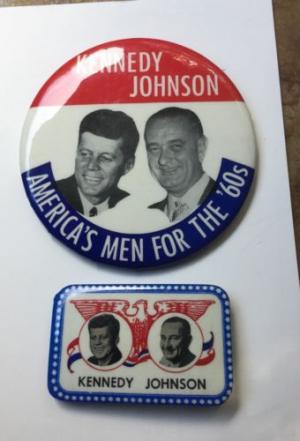 KENNEDY
JOHNSON
AMERICA'S MEN FOR THE '60s
KENNEDY JOHNSON